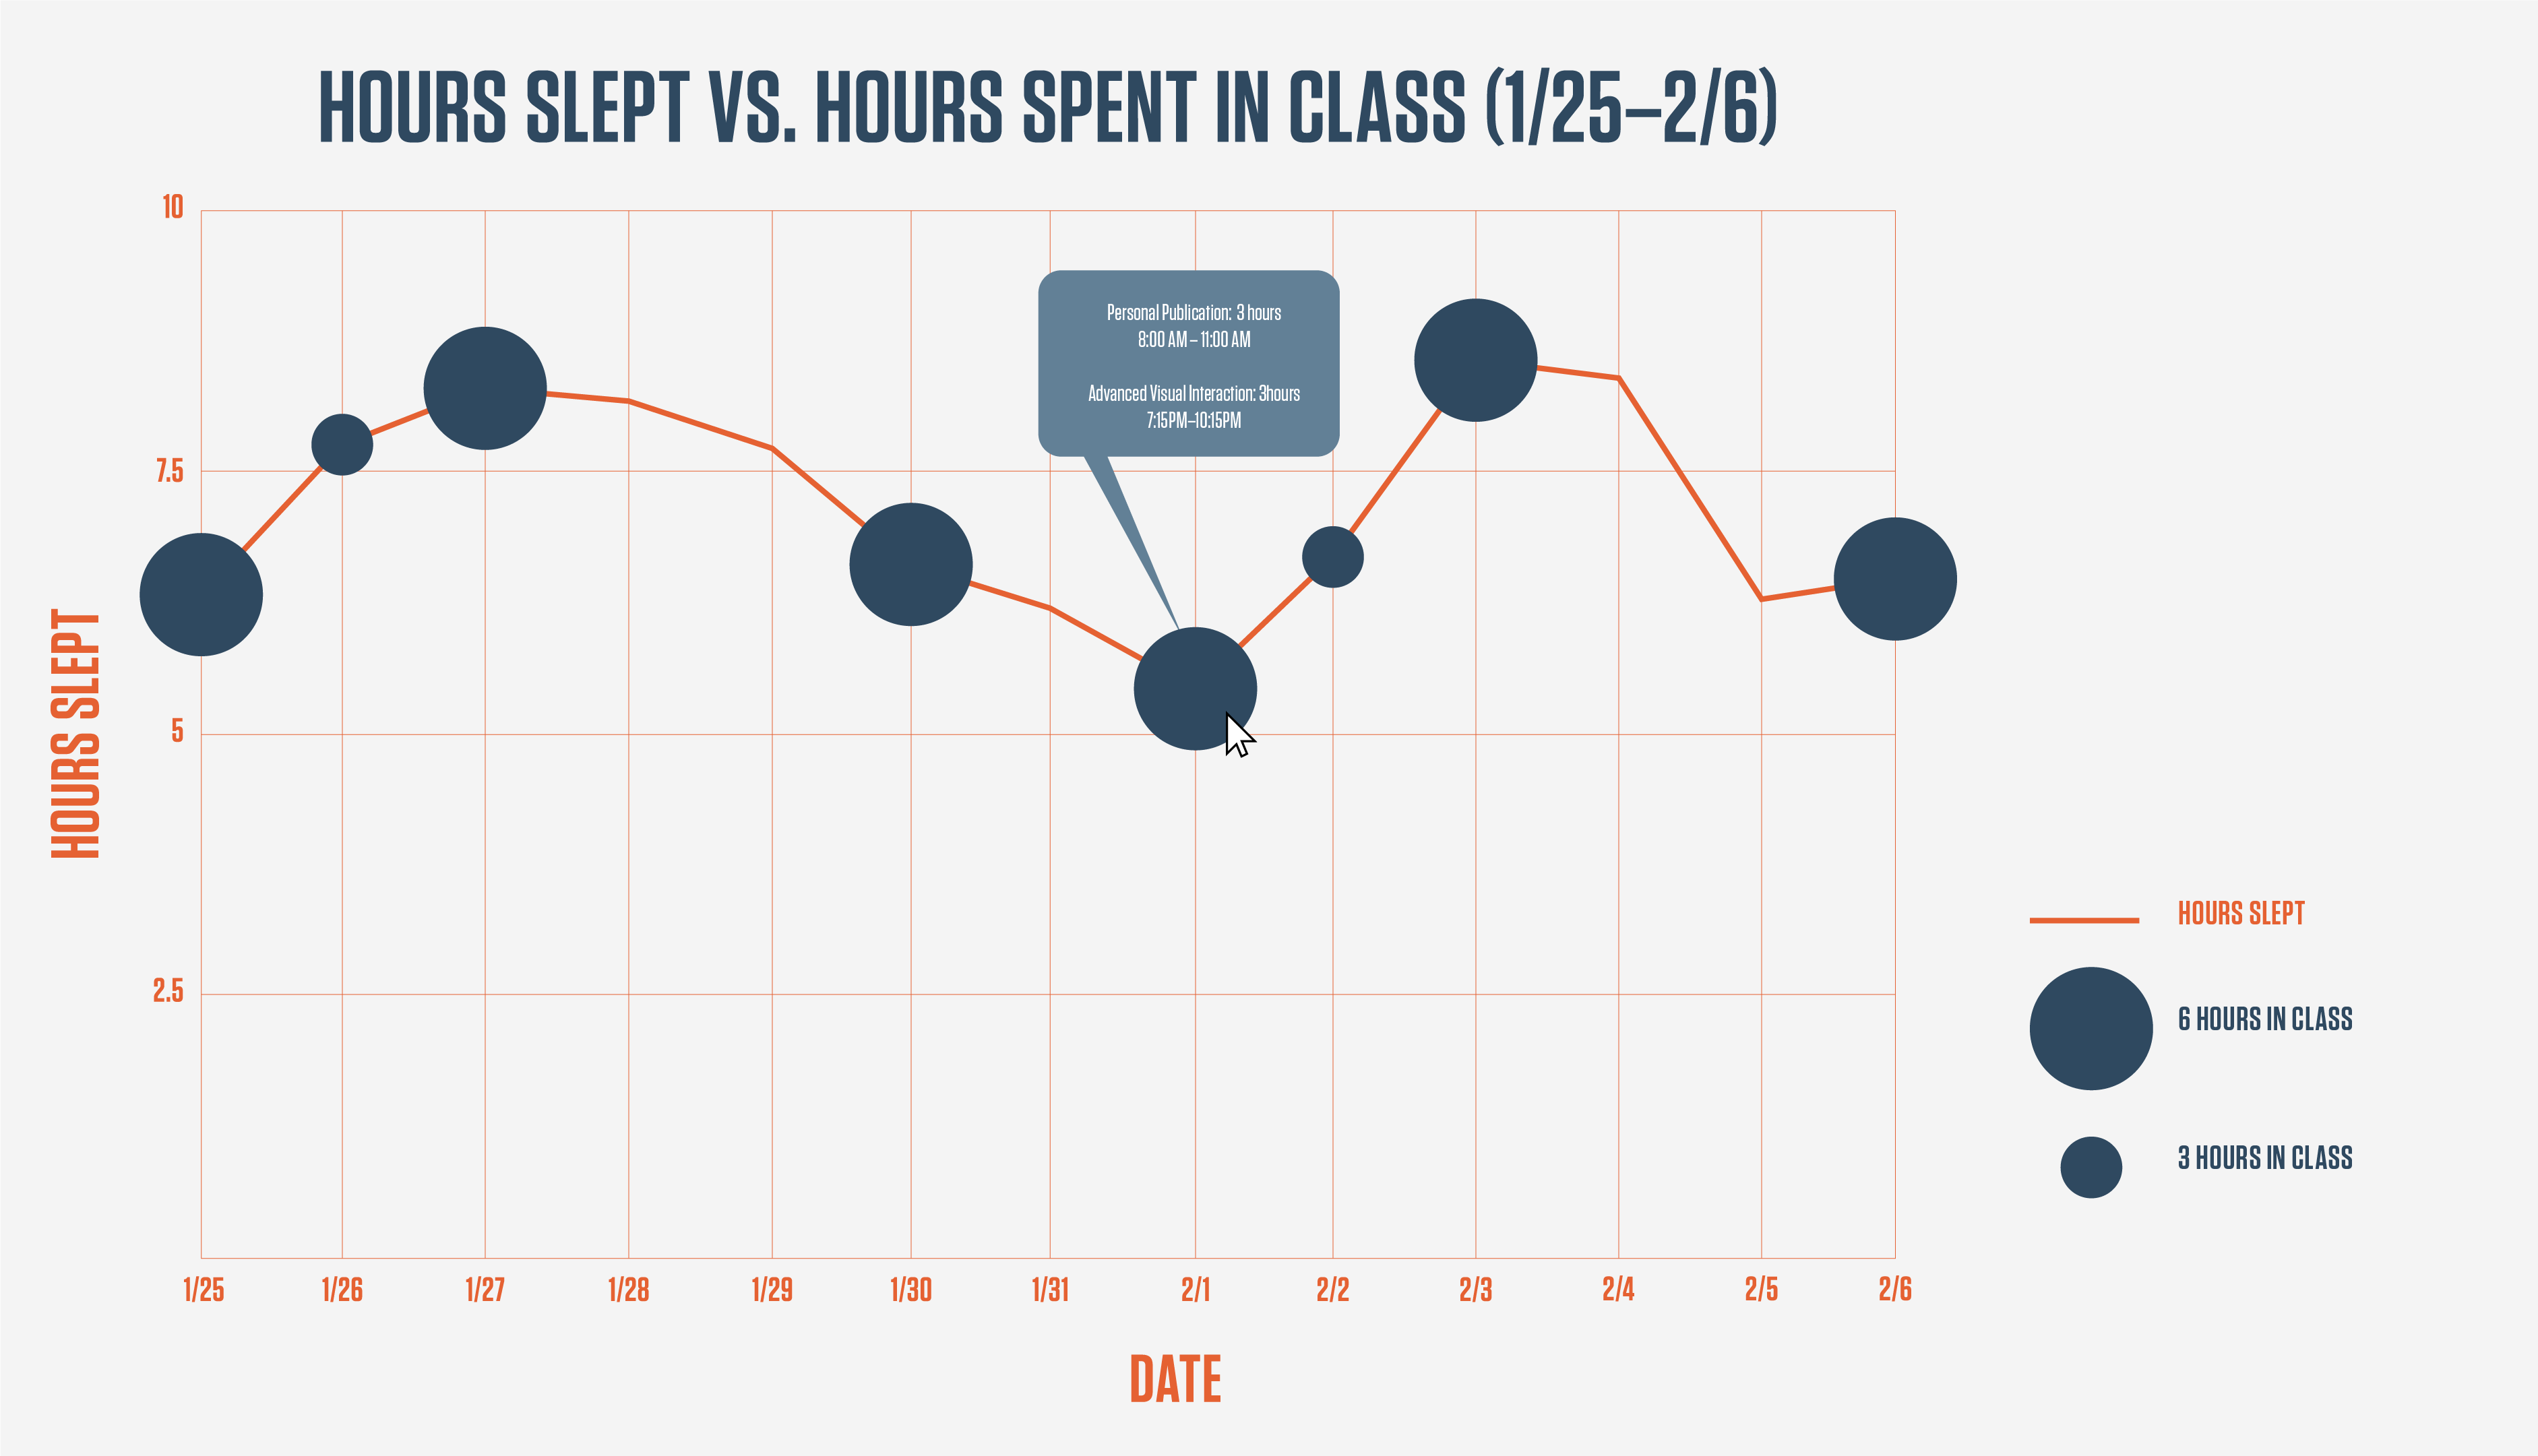 HOURS SLEPT VS. HOURS SPENT IN CLASS (1/25–2/6)
10
7.5
5
2.5
HOURS SLEPT
Personal Publication: 3 hours
8:00 AM – 11:00 AM
Advanced Visual Interaction: 3hours
7:15PM–10:15PM
1/25 1/26 1/27 1/28 1/29 1/30 1/31 2/1 2/2 2/3 2/4 2/5 2/6
DATE
HOURS SLEPT
6 HOURS IN CLASS
3 HOURS IN CLASS